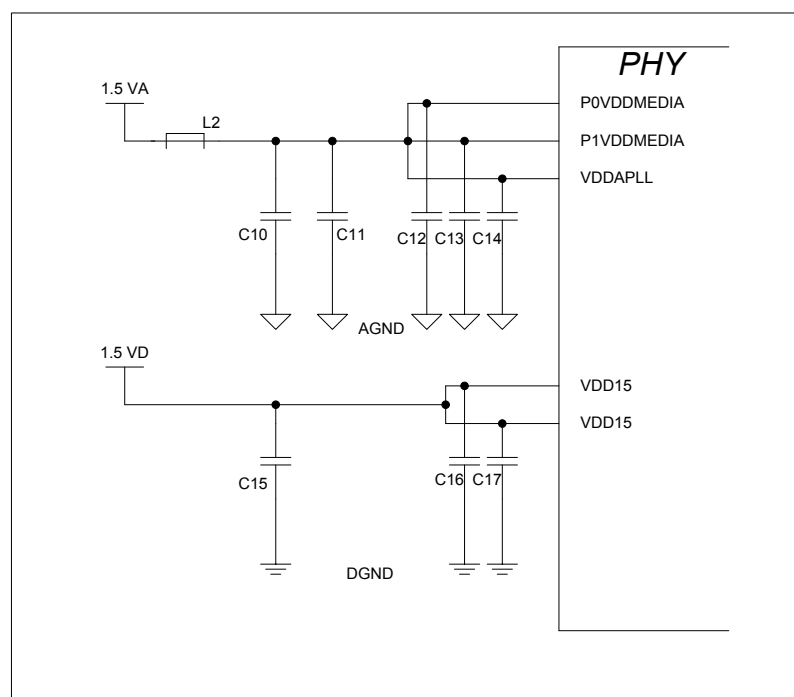 PHY
1.5 VA
P0VDDMEDIA
L2
P1VDDMEDIA
VDDAPLL
C10
C11
C12
C13
C14
AGND
1.5 VD
VDD15
VDD15
C15
C16
C17
DGND